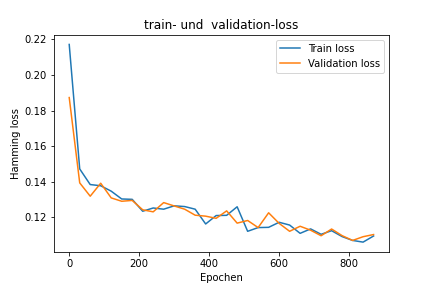 train- und  validation-loss
Train loss
Validation loss
Hamming loss
0.22
0.20
0.18
0.16
0.14
0.12
0
200
400
600
800
Epochen